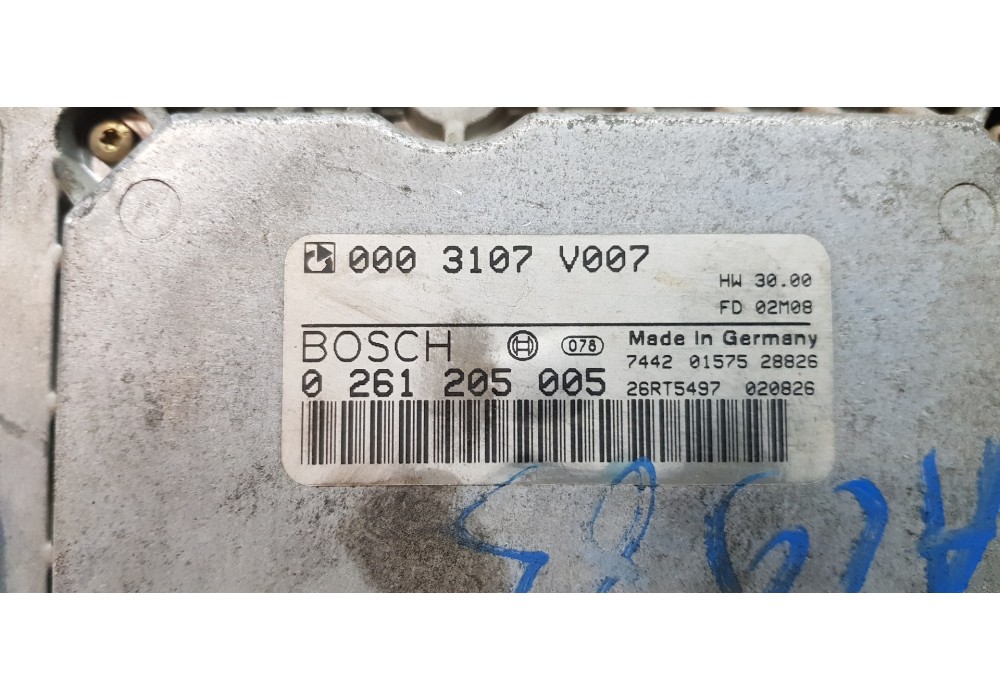 000 3107 V007
HW 30.00
FD 02M08
BOSCH
078
Made in Germany
7442 01575 28826
0 261 205 005
26RT5497 020826